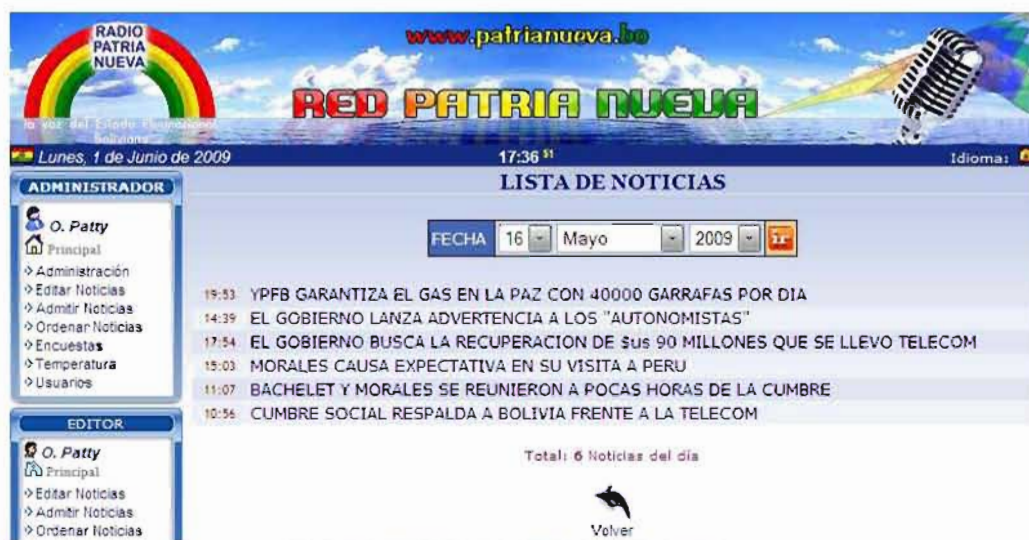 RADIO
PATRIA
NUEVA
www.patrianueva.bo
RED PATRIA NUEVA
la voz del Estado
Lunes, 1 de Junio de 2009
17:36 51
Idioma:
ADMINISTRADOR
O. Patty
Principal
Administración
Editar Noticias
Admitir Noticias
Ordenar Noticias
Encuestas
Temperatura
Usuarios
EDITOR
O. Patty
Principal
Editar Noticias
Admitir Noticias
Ordenar Noticias
LISTA DE NOTICIAS
FECHA 16 Mayo 2009 ir
19:53 YPFB GARANTIZA EL GAS EN LA PAZ CON 40000 GARRAFAS POR DIA
14:39 EL GOBIERNO LANZA ADVERTENCIA A LOS "AUTONOMISTAS"
17:54 EL GOBIERNO BUSCA LA RECUPERACION DE $us 90 MILLONES QUE SE LLEVO TELECOM
15:03 MORALES CAUSA EXPECTATIVA EN SU VISITA A PERU
11:07 BACHELET Y MORALES SE REUNIERON A POCAS HORAS DE LA CUMBRE
10:56 CUMBRE SOCIAL RESPALDA A BOLIVIA FRENTE A LA TELECOM
Total: 6 Noticias del día
Volver